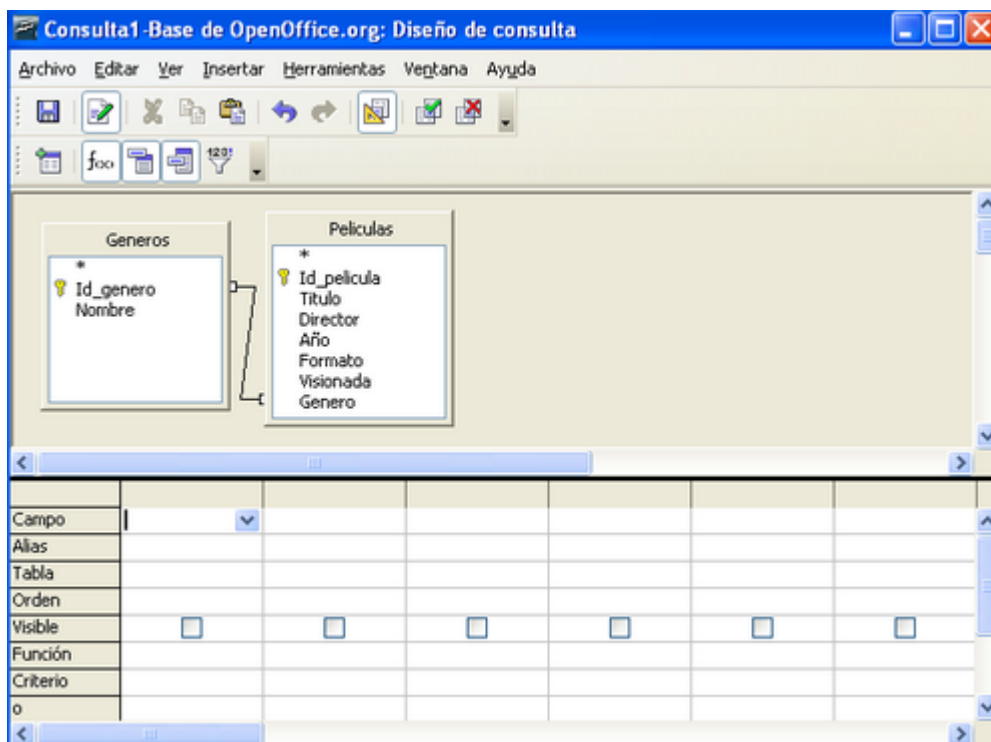 Consulta1-Base de OpenOffice.org: Diseño de consulta
Archivo Editar Ver Insertar Herramientas Ventana Ayuda
Generos
*
Id_genero
Nombre
Peliculas
*
Id_pelicula
Titulo
Director
Año
Formato
Visionada
Genero
Campo
Alias
Tabla
Orden
Visible
Función
Criterio
o